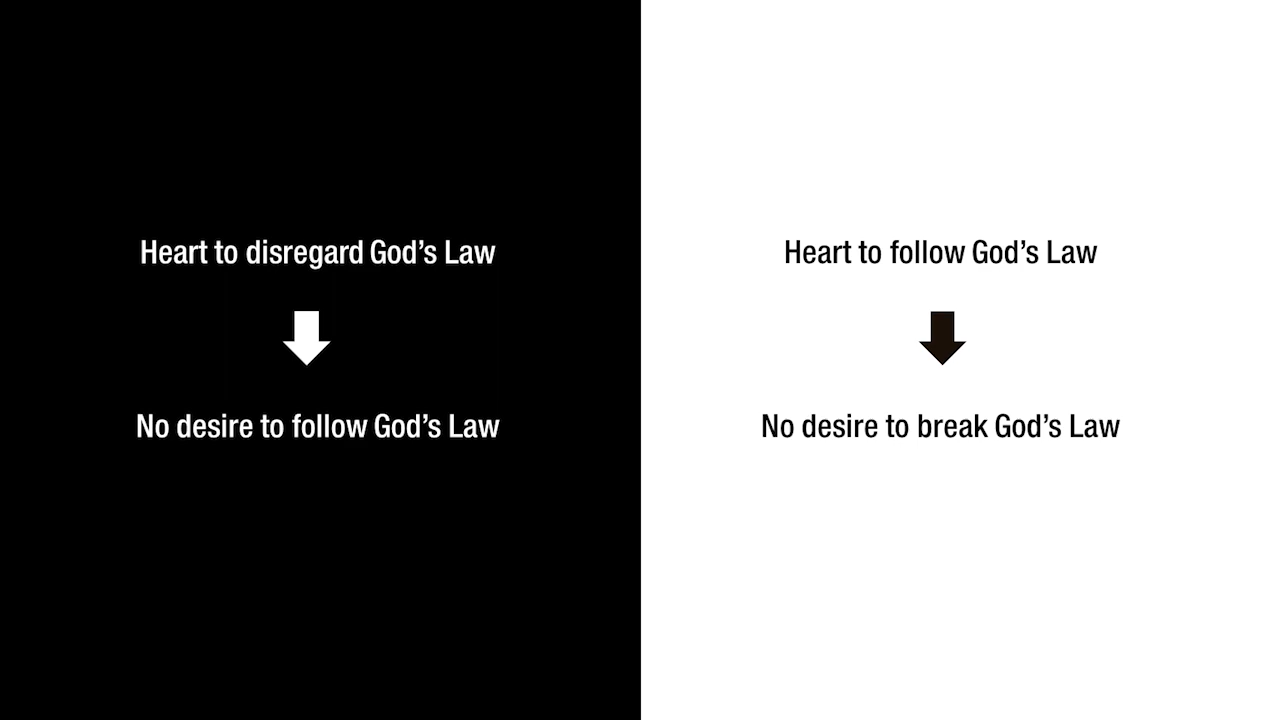 Heart to disregard God’s Law
No desire to follow God’s Law
Heart to follow God’s Law
No desire to break God’s Law